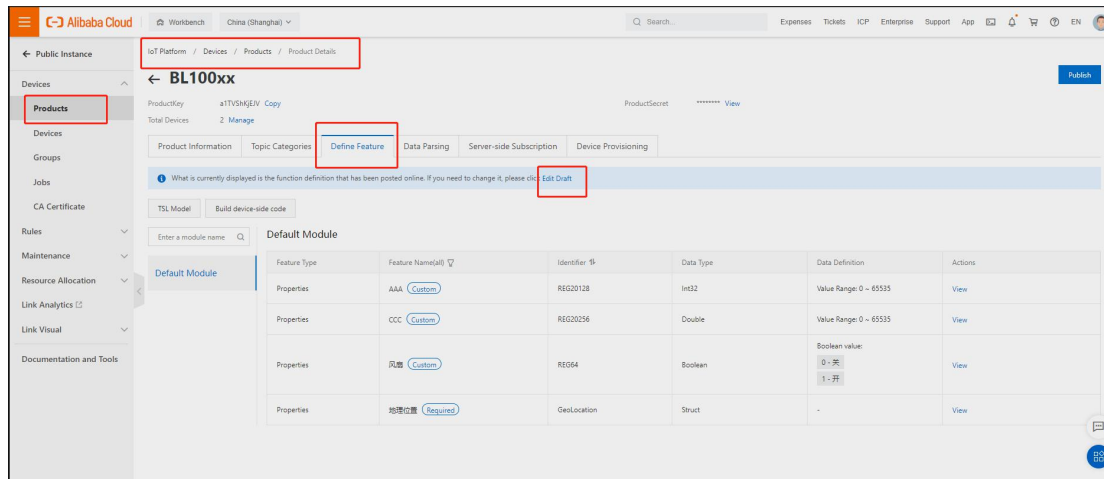 Alibaba Cloud
Workbench
China (Shanghai)
Search...
Expenses Tickets ICP Enterprise Support App EN
← Public Instance
IoT Platform / Devices / Products / Product Details
Devices
← BL100xx
Publish
Products
ProductKey a1TVShKjEJV Copy
ProductSecret ******** View
Total Devices 2 Manage
Devices
Product Information Topic Categories Define Feature Data Parsing Server-side Subscription Device Provisioning
Groups
What is currently displayed is the function definition that has been posted online. If you need to change it, please clic Edit Draft
Jobs
CA Certificate
TSL Model Build device-side code
Rules
Enter a module name
Default Module
Maintenance
Default Module
Feature Type Feature Name(all) Identifier Data Type Data Definition Actions
Resource Allocation
Properties AAA Custom REG20128 Int32 Value Range: 0 ~ 65535 View
Link Analytics
Properties CCC Custom REG20256 Double Value Range: 0 ~ 65535 View
Link Visual
Documentation and Tools
Properties 风扇 Custom REG64 Boolean Boolean value: View
0 - 关
1 - 开
Properties 地理位置 Required GeoLocation Struct - View